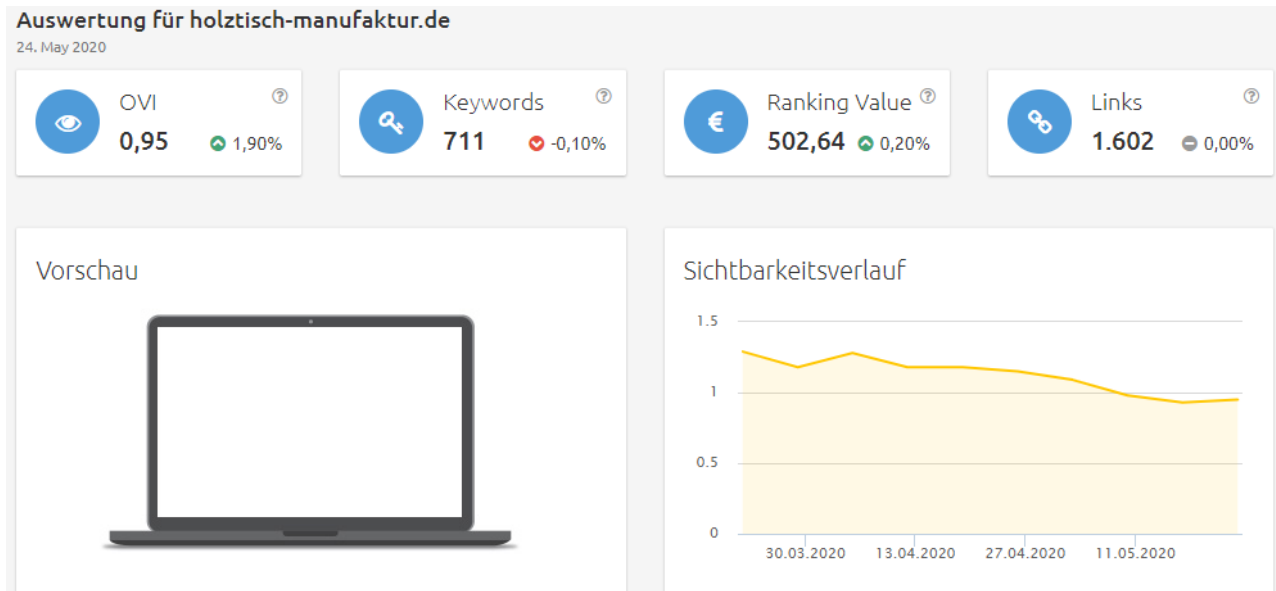 Auswertung für holztisch-manufaktur.de
24. May 2020
OVI
0,95
1,90%
Keywords
711
-0,10%
Ranking Value
€
502,64
0,20%
Links
1.602
0,00%
Vorschau
Sichtbarkeitsverlauf
1.5
1
0.5
0
30.03.2020 13.04.2020 27.04.2020 11.05.2020